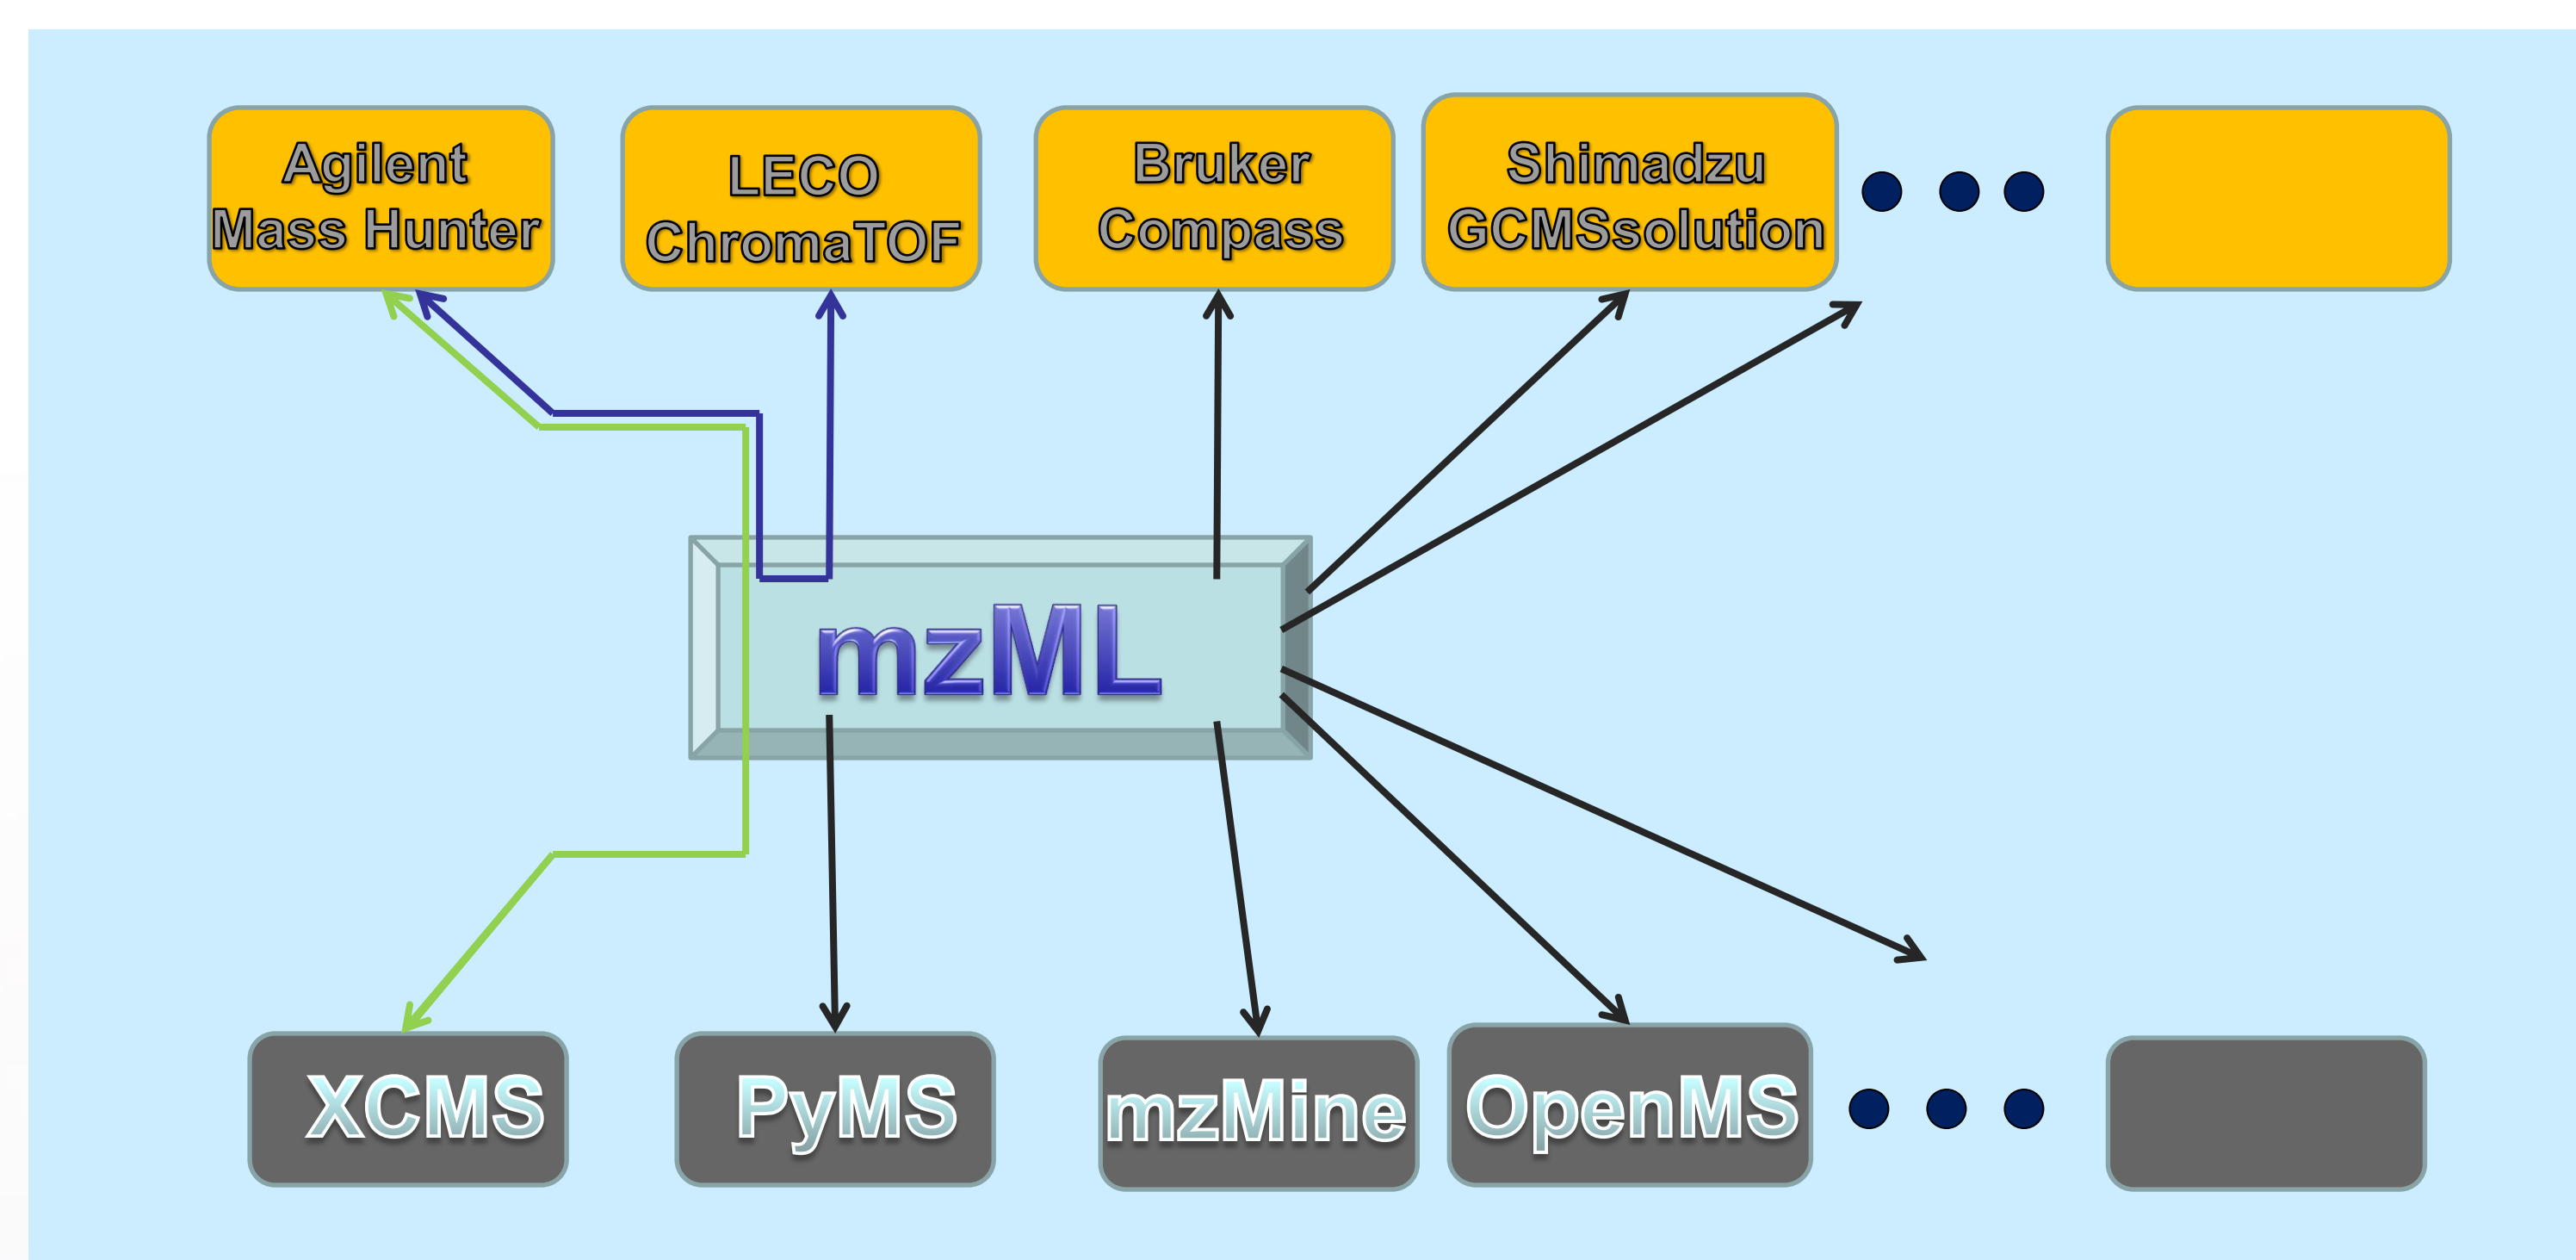 Agilent
Mass Hunter
LECO
ChromaTOF
Bruker
Compass
Shimadzu
GCMSsolution
mzML
XCMS
PyMS
mzMine
OpenMS